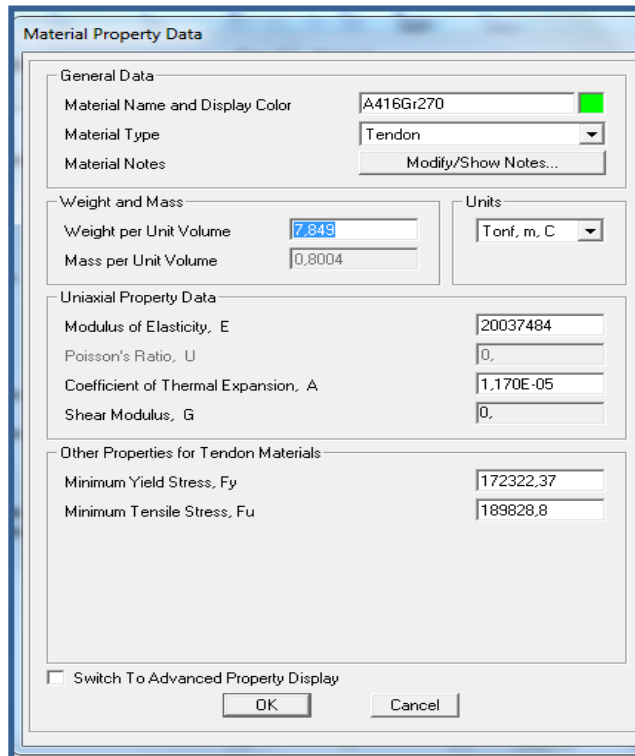 Material Property Data
General Data
Material Name and Display Color A416Gr270
Material Type Tendon
Material Notes Modify/Show Notes...
Weight and Mass Units
Weight per Unit Volume 7,849 Tonf, m, C
Mass per Unit Volume 0,8004
Uniaxial Property Data
Modulus of Elasticity, E 20037484
Poisson's Ratio, U 0,
Coefficient of Thermal Expansion, A 1,170E-05
Shear Modulus, G 0,
Other Properties for Tendon Materials
Minimum Yield Stress, Fy 172322,37
Minimum Tensile Stress, Fu 189828,8
Switch To Advanced Property Display
OK Cancel